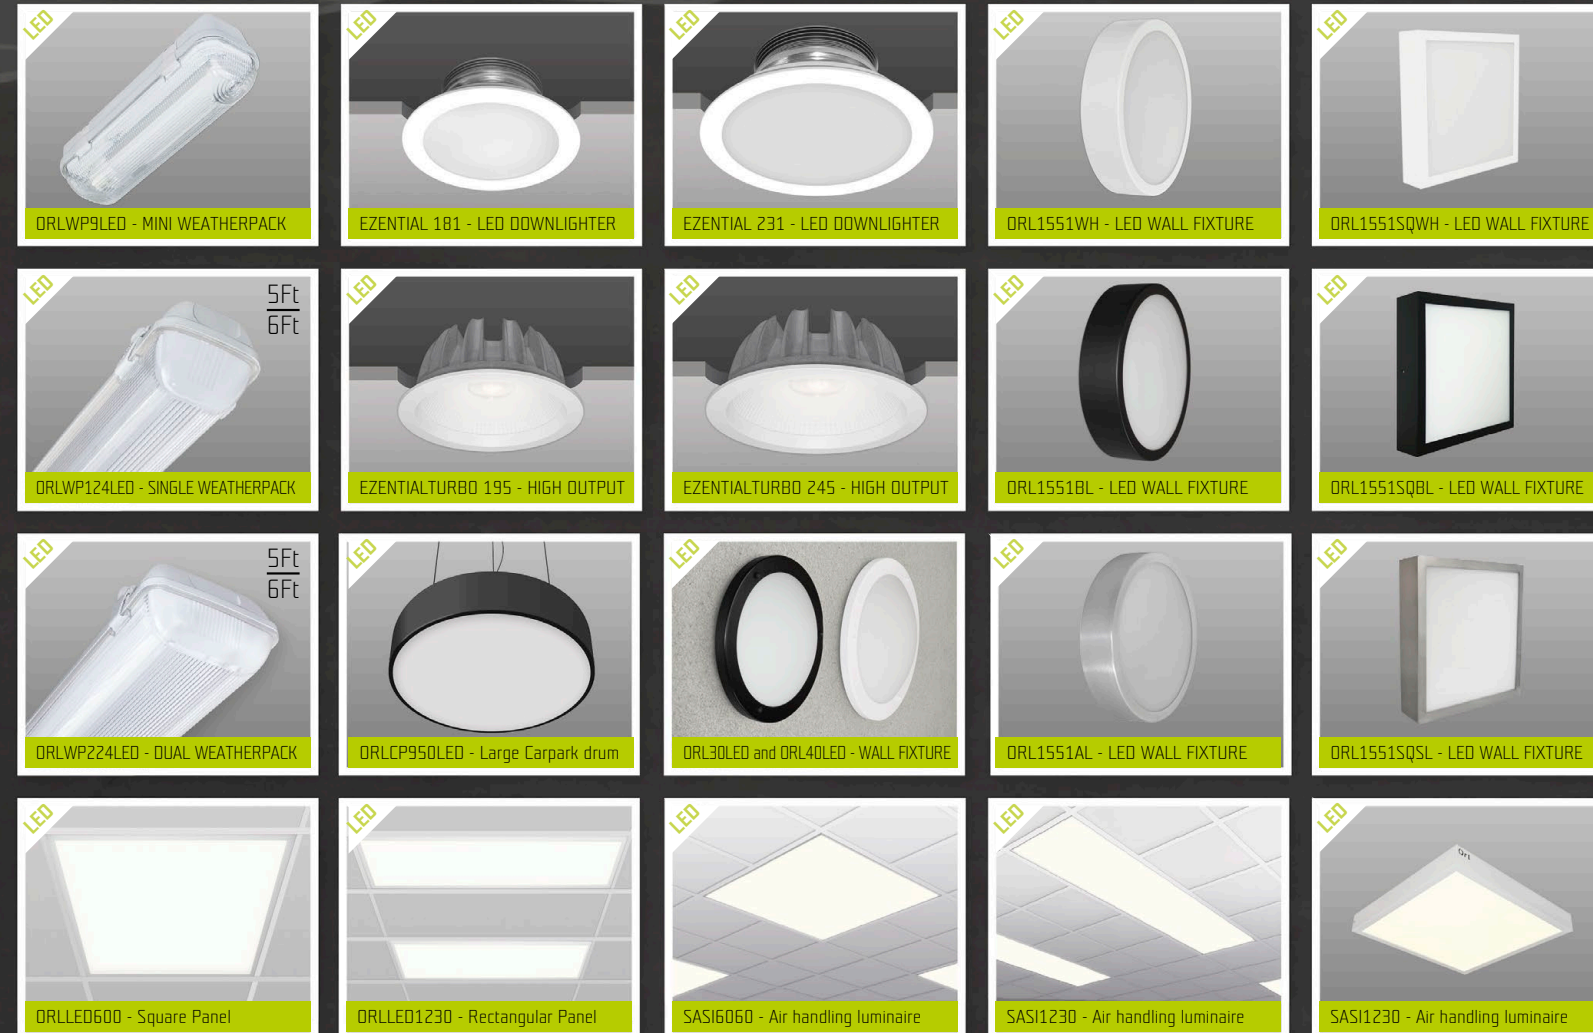 LED
ORLWP9LED - MINI WEATHERPACK
LED
EZENTIAL 181 - LED DOWNLIGHTER
LED
EZENTIAL 231 - LED DOWNLIGHTER
LED
ORL1551WH - LED WALL FIXTURE
LED
ORL1551SQWH - LED WALL FIXTURE
LED
5Ft
6Ft
ORLWP124LED - SINGLE WEATHERPACK
LED
EZENTIALTURBO 195 - HIGH OUTPUT
LED
EZENTIALTURBO 245 - HIGH OUTPUT
LED
ORL1551BL - LED WALL FIXTURE
LED
ORL1551SQBL - LED WALL FIXTURE
LED
5Ft
6Ft
ORLWP224LED - DUAL WEATHERPACK
LED
ORLCP950LED - Large Carpark drum
LED
ORL30LED and ORL40LED - WALL FIXTURE
LED
ORL1551AL - LED WALL FIXTURE
LED
ORL1551SQSL - LED WALL FIXTURE
LED
ORLLED600 - Square Panel
LED
ORLLED1230 - Rectangular Panel
LED
SASI6060 - Air handling luminaire
LED
SASI1230 - Air handling luminaire
LED
Orl
SASI1230 - Air handling luminaire